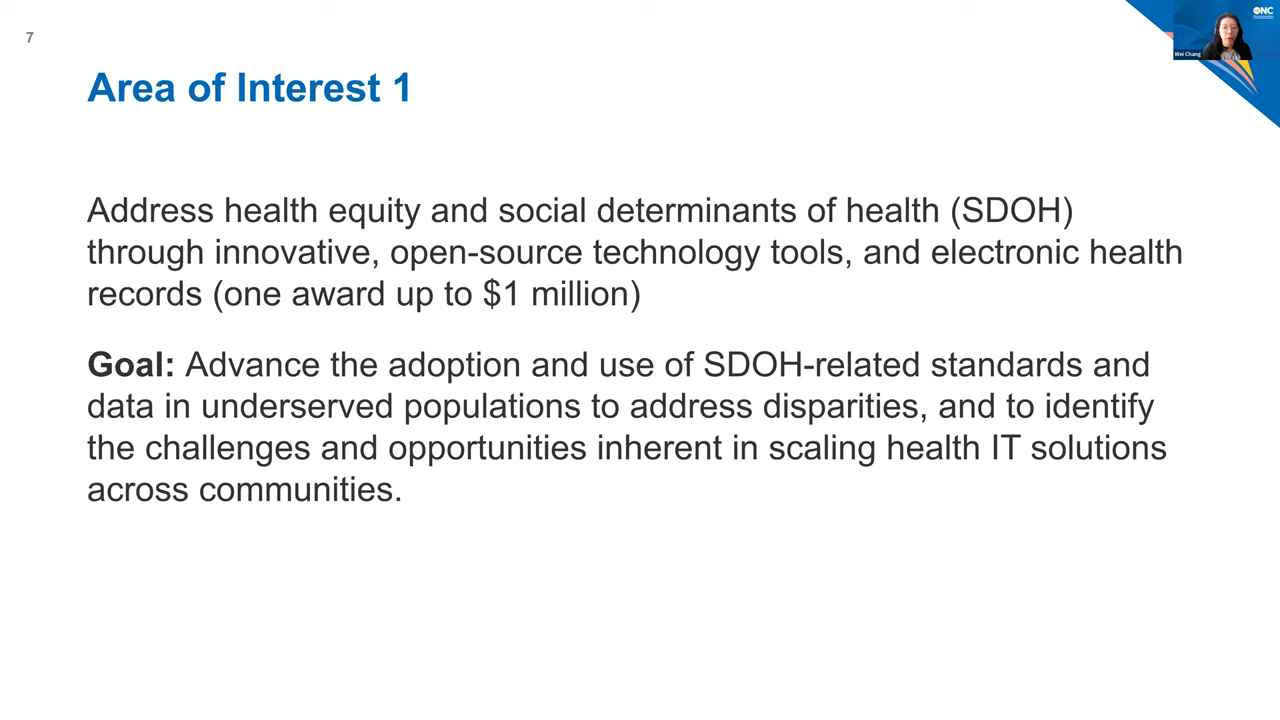 7
ONC
Wei Chang
Area of Interest 1
Address health equity and social determinants of health (SDOH)
through innovative, open-source technology tools, and electronic health
records (one award up to $1 million)
Goal: Advance the adoption and use of SDOH-related standards and
data in underserved populations to address disparities, and to identify
the challenges and opportunities inherent in scaling health IT solutions
across communities.